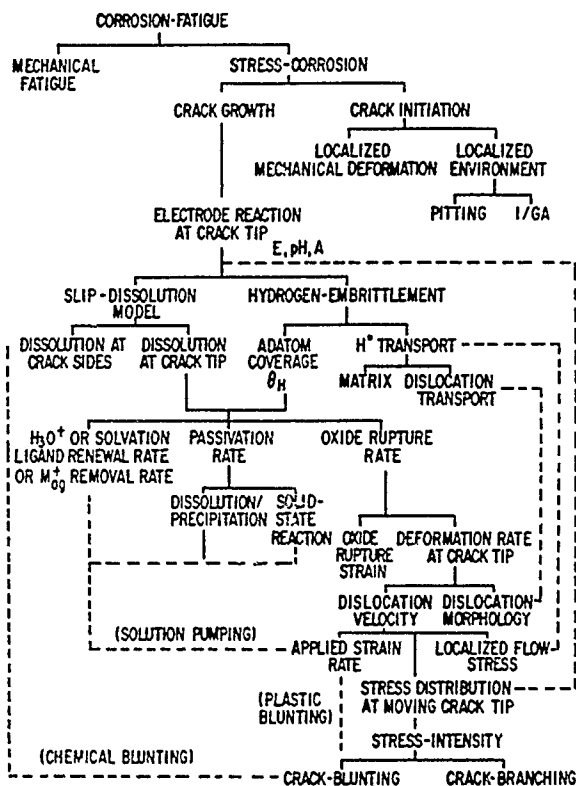 CORROSION-FATIGUE
MECHANICAL
FATIGUE
STRESS-CORROSION
CRACK GROWTH
CRACK INITIATION
LOCALIZED
MECHANICAL DEFORMATION
LOCALIZED
ENVIRONMENT
PITTING
I/GA
ELECTRODE REACTION
AT CRACK TIP
E, pH, A
SLIP-DISSOLUTION
MODEL
HYDROGEN-EMBRITTLEMENT
DISSOLUTION AT
CRACK SIDES
DISSOLUTION
AT CRACK TIP
ADATOM
COVERAGE
θH
H° TRANSPORT
MATRIX
DISLOCATION
TRANSPORT
H3O+ OR SOLVATION
LIGAND RENEWAL RATE
OR M+aq REMOVAL RATE
PASSIVATION
RATE
OXIDE RUPTURE
RATE
DISSOLUTION/
PRECIPITATION
SOLID-
STATE
REACTION
OXIDE
RUPTURE
STRAIN
DEFORMATION RATE
AT CRACK TIP
DISLOCATION
VELOCITY
DISLOCATION
MORPHOLOGY
(SOLUTION PUMPING)
APPLIED STRAIN
RATE
LOCALIZED FLOW
STRESS
(PLASTIC
BLUNTING)
STRESS DISTRIBUTION
AT MOVING CRACK TIP
STRESS-INTENSITY
(CHEMICAL BLUNTING)
CRACK-BLUNTING
CRACK-BRANCHING